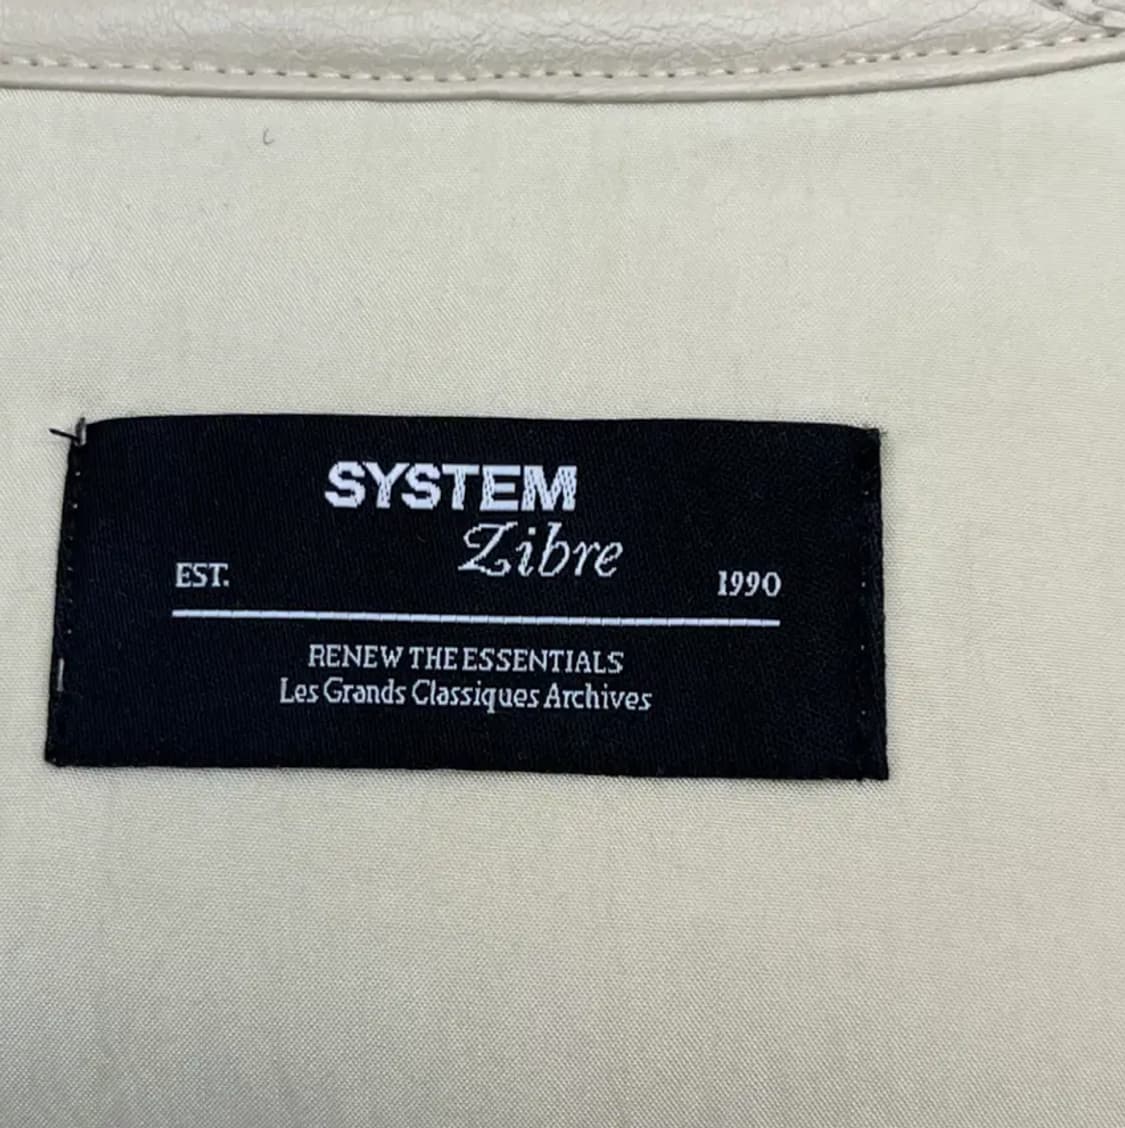 SYSTEM
Libre
EST. 1990
RENEW THE ESSENTIALS
Les Grands Classiques Archives